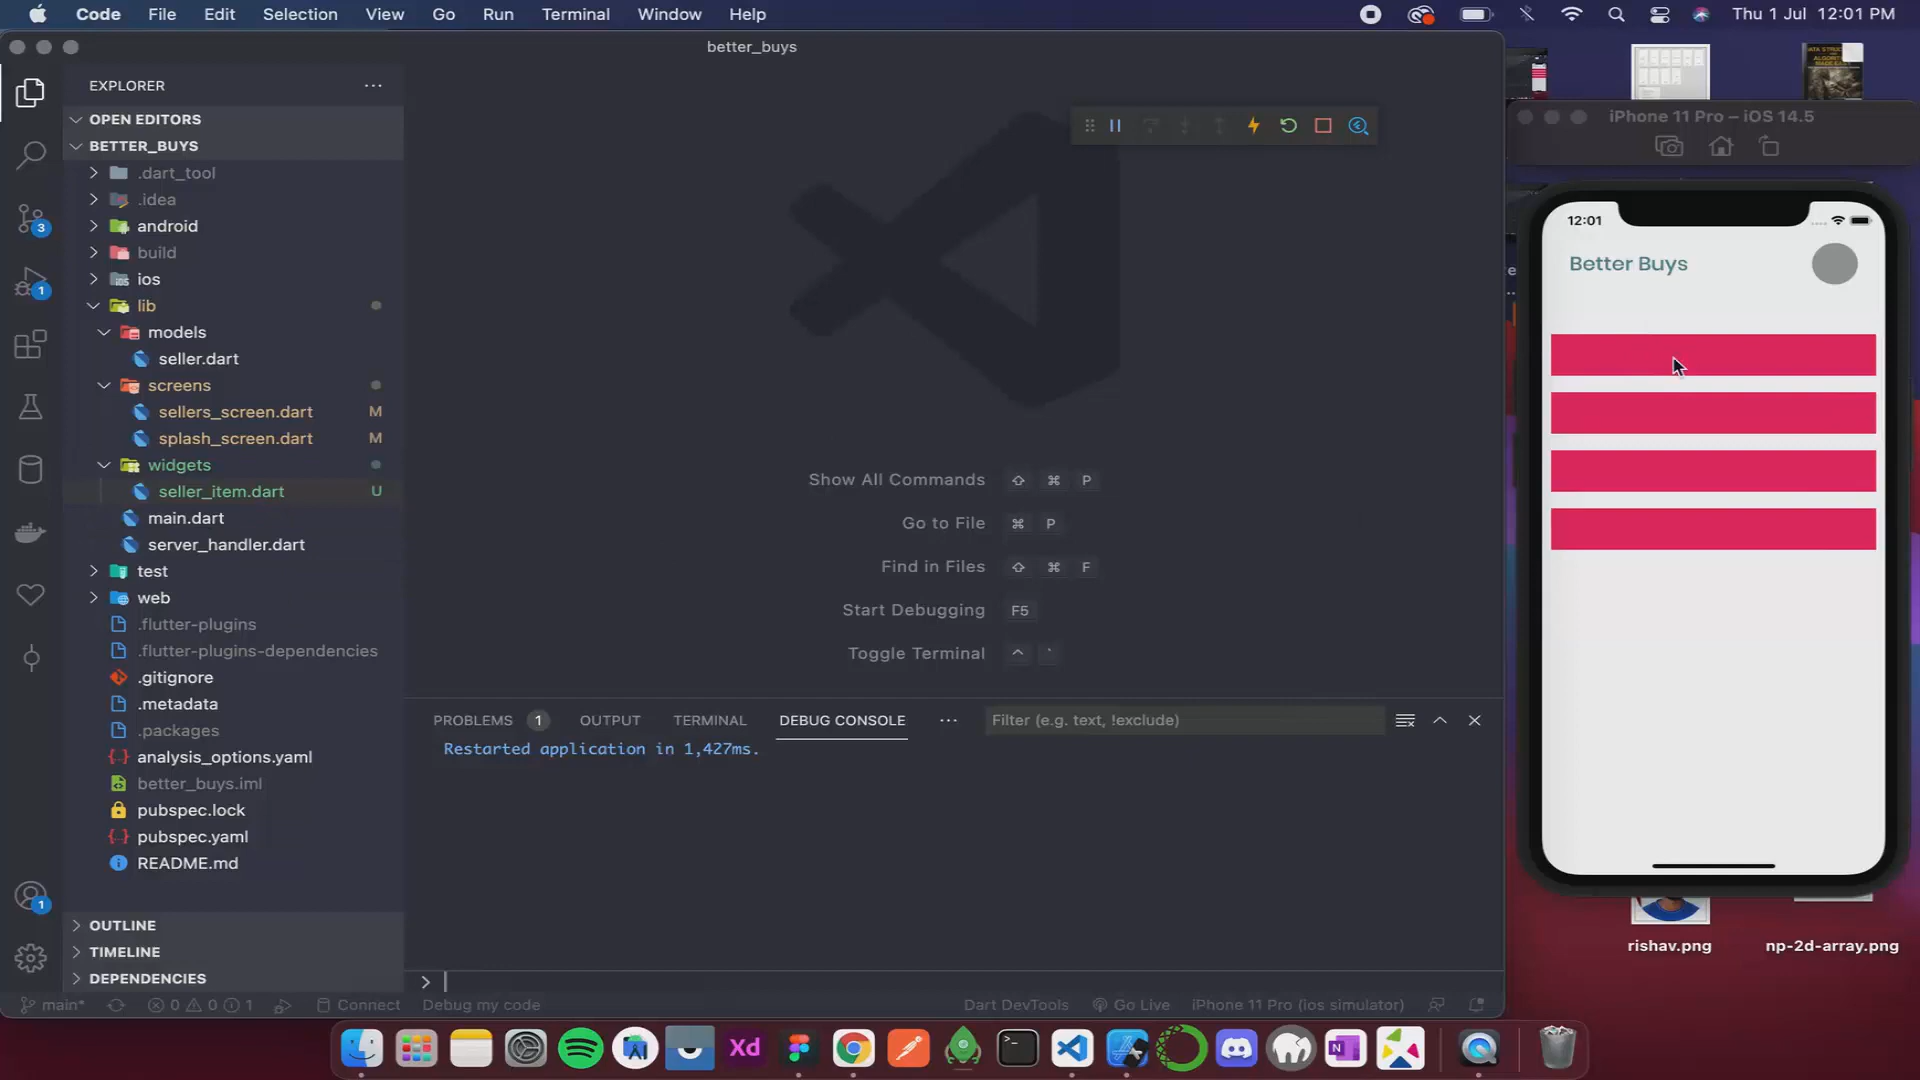 Code File Edit Selection View Go Run Terminal Window Help Thu 1 Jul 12:01 PM
better_buys
EXPLORER
OPEN EDITORS
BETTER_BUYS
.dart_tool
.idea
android
build
ios
lib
models
seller.dart
screens
sellers_screen.dart M
splash_screen.dart M
widgets
seller_item.dart U
main.dart
server_handler.dart
test
web
.flutter-plugins
.flutter-plugins-dependencies
.gitignore
.metadata
.packages
analysis_options.yaml
better_buys.iml
pubspec.lock
pubspec.yaml
README.md
OUTLINE
TIMELINE
DEPENDENCIES
3
1
1
Show All Commands ⇧ ⌘ P
Go to File ⌘ P
Find in Files ⇧ ⌘ F
Start Debugging F5
Toggle Terminal ^ `
PROBLEMS 1 OUTPUT TERMINAL DEBUG CONSOLE ··· Filter (e.g. text, !exclude)
Restarted application in 1,427ms.
>
main* 0 0 1 Connect Debug my code Dart DevTools Go Live iPhone 11 Pro (ios simulator)
iPhone 11 Pro – iOS 14.5
12:01
Better Buys
rishav.png
np-2d-array.png
Xd
N